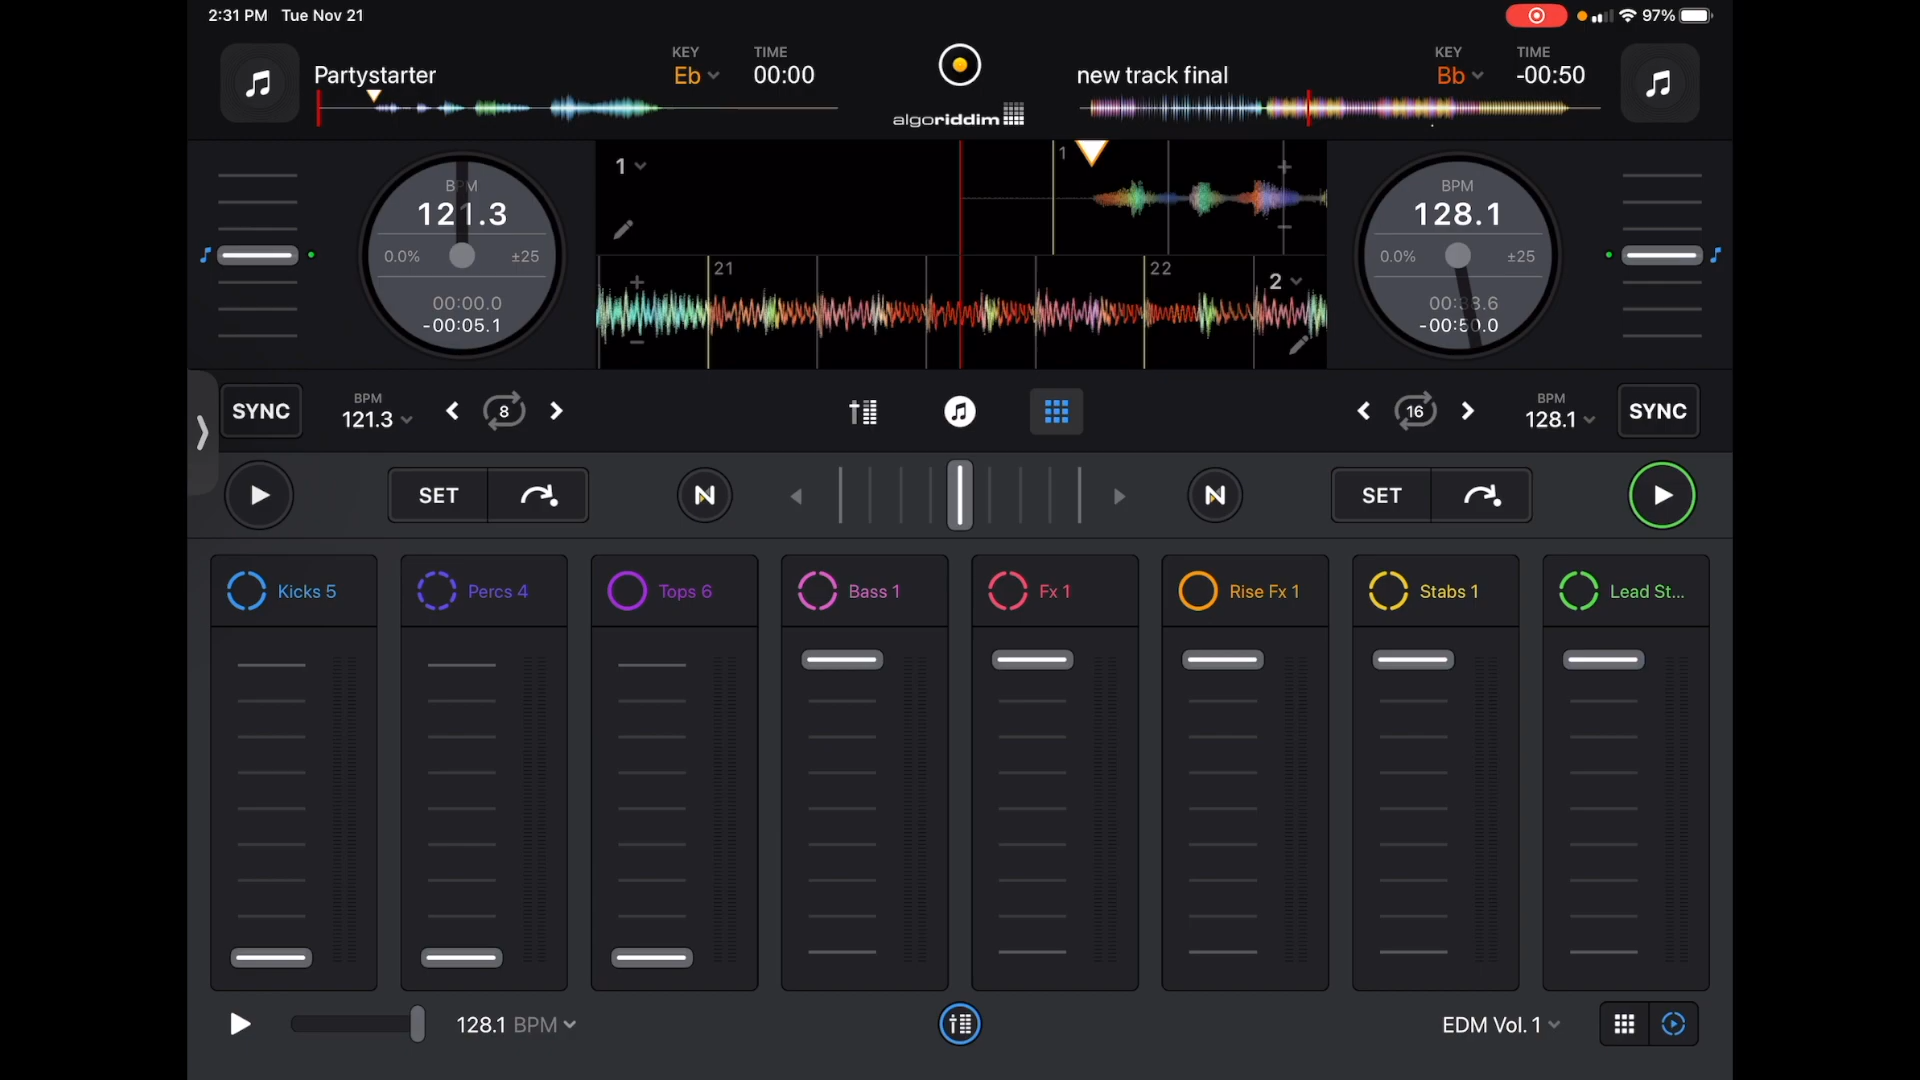 2:31 PM Tue Nov 21
97%
Partystarter
KEY
Eb
TIME
00:00
algoriddim
new track final
KEY
Bb
TIME
-00:50
BPM
121.3
0.0% ±25
00:00.0
-00:05.1
1
1
21
22
2
BPM
128.1
0.0% ±25
-00:50.0
SYNC
BPM
121.3
8
16
BPM
128.1
SYNC
SET
N
N
SET
Kicks 5
Percs 4
Tops 6
Bass 1
Fx 1
Rise Fx 1
Stabs 1
Lead St...
128.1 BPM
EDM Vol. 1